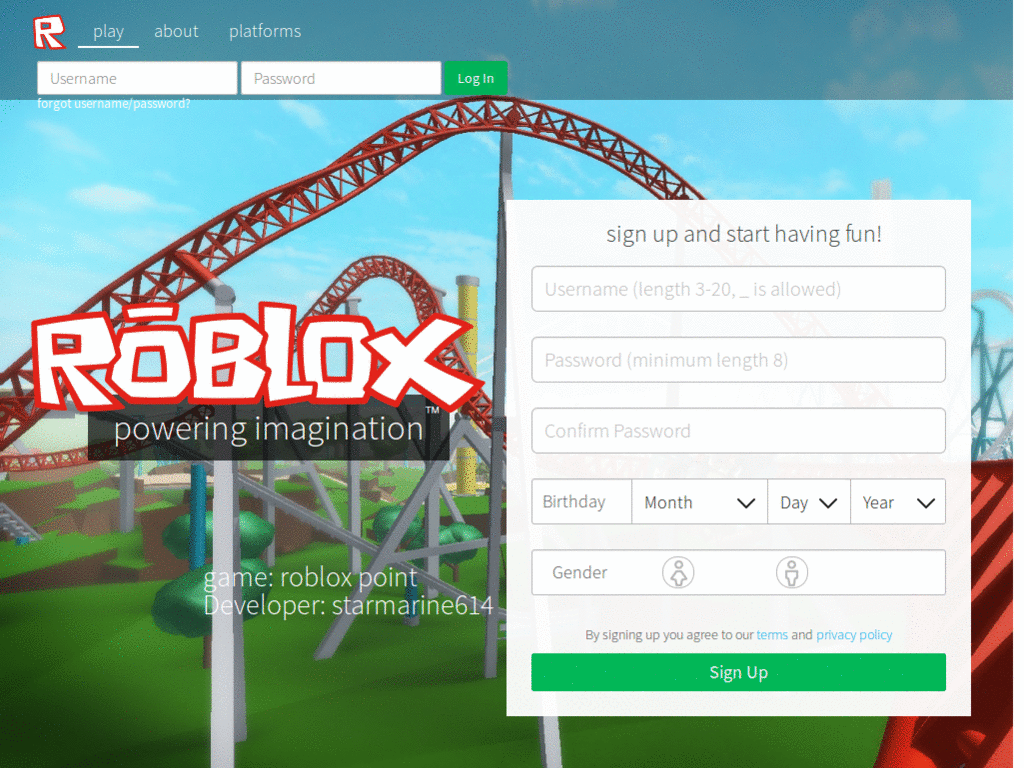 R
play about platforms
Username Password Log In
forgot username/password?
sign up and start having fun!
Username (length 3-20, _ is allowed)
Password (minimum length 8)
Confirm Password
Birthday Month Day Year
Gender
By signing up you agree to our terms and privacy policy
Sign Up
RŌBLOX
powering imagination™
game: roblox point
Developer: starmarine614